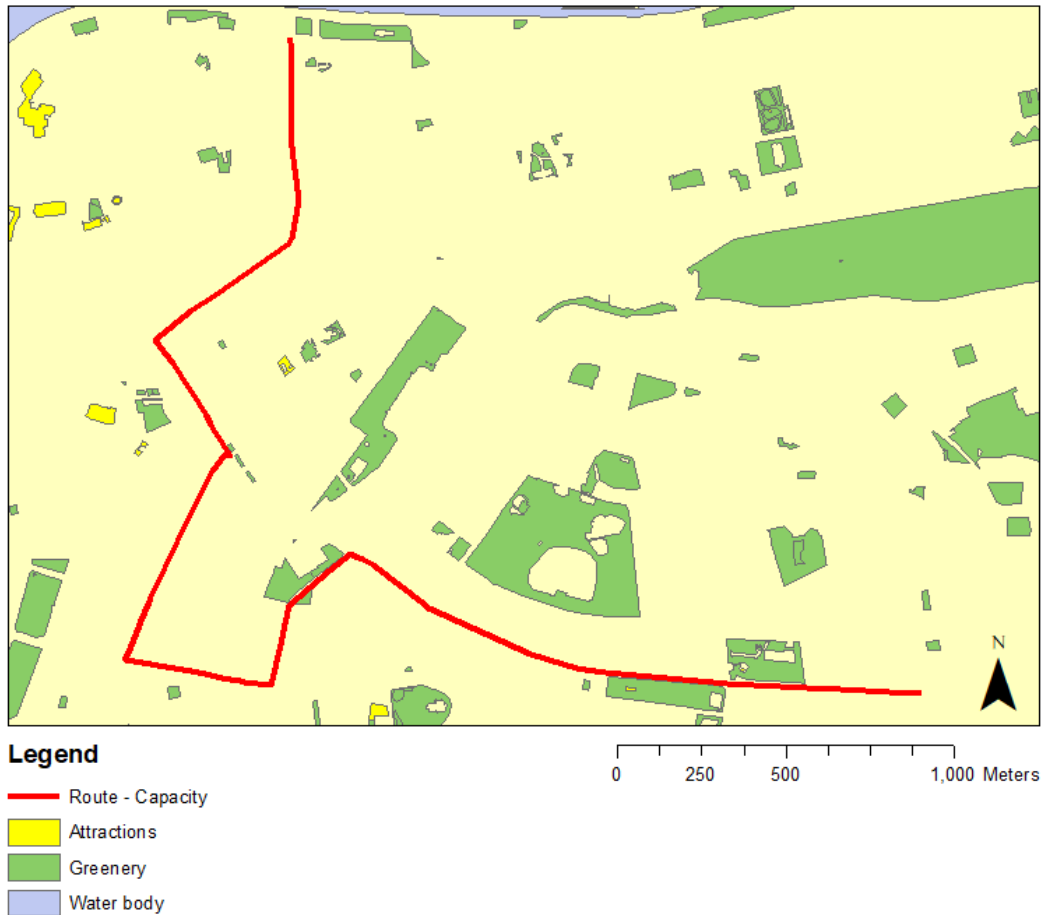 N
Legend
0 250 500 1,000 Meters
Route - Capacity
Attractions
Greenery
Water body